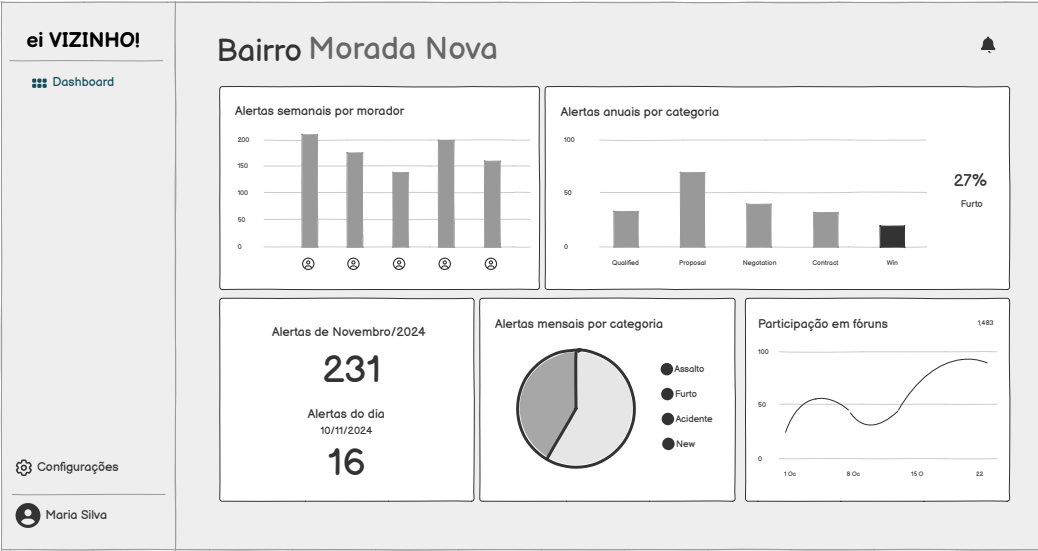 ei VIZINHO!
Dashboard
Configurações
Maria Silva
Bairro Morada Nova
Alertas semanais por morador
200
150
100
50
0
Alertas anuais por categoria
100
50
0
Qualified
Proposal
Negotation
Contract
Win
27%
Furto
Alertas de Novembro/2024
231
Alertas do dia
10/11/2024
16
Alertas mensais por categoria
Assalto
Furto
Acidente
New
Participação em fóruns
1,483
100
50
0
1 Oc
8 Oc
15 O
22